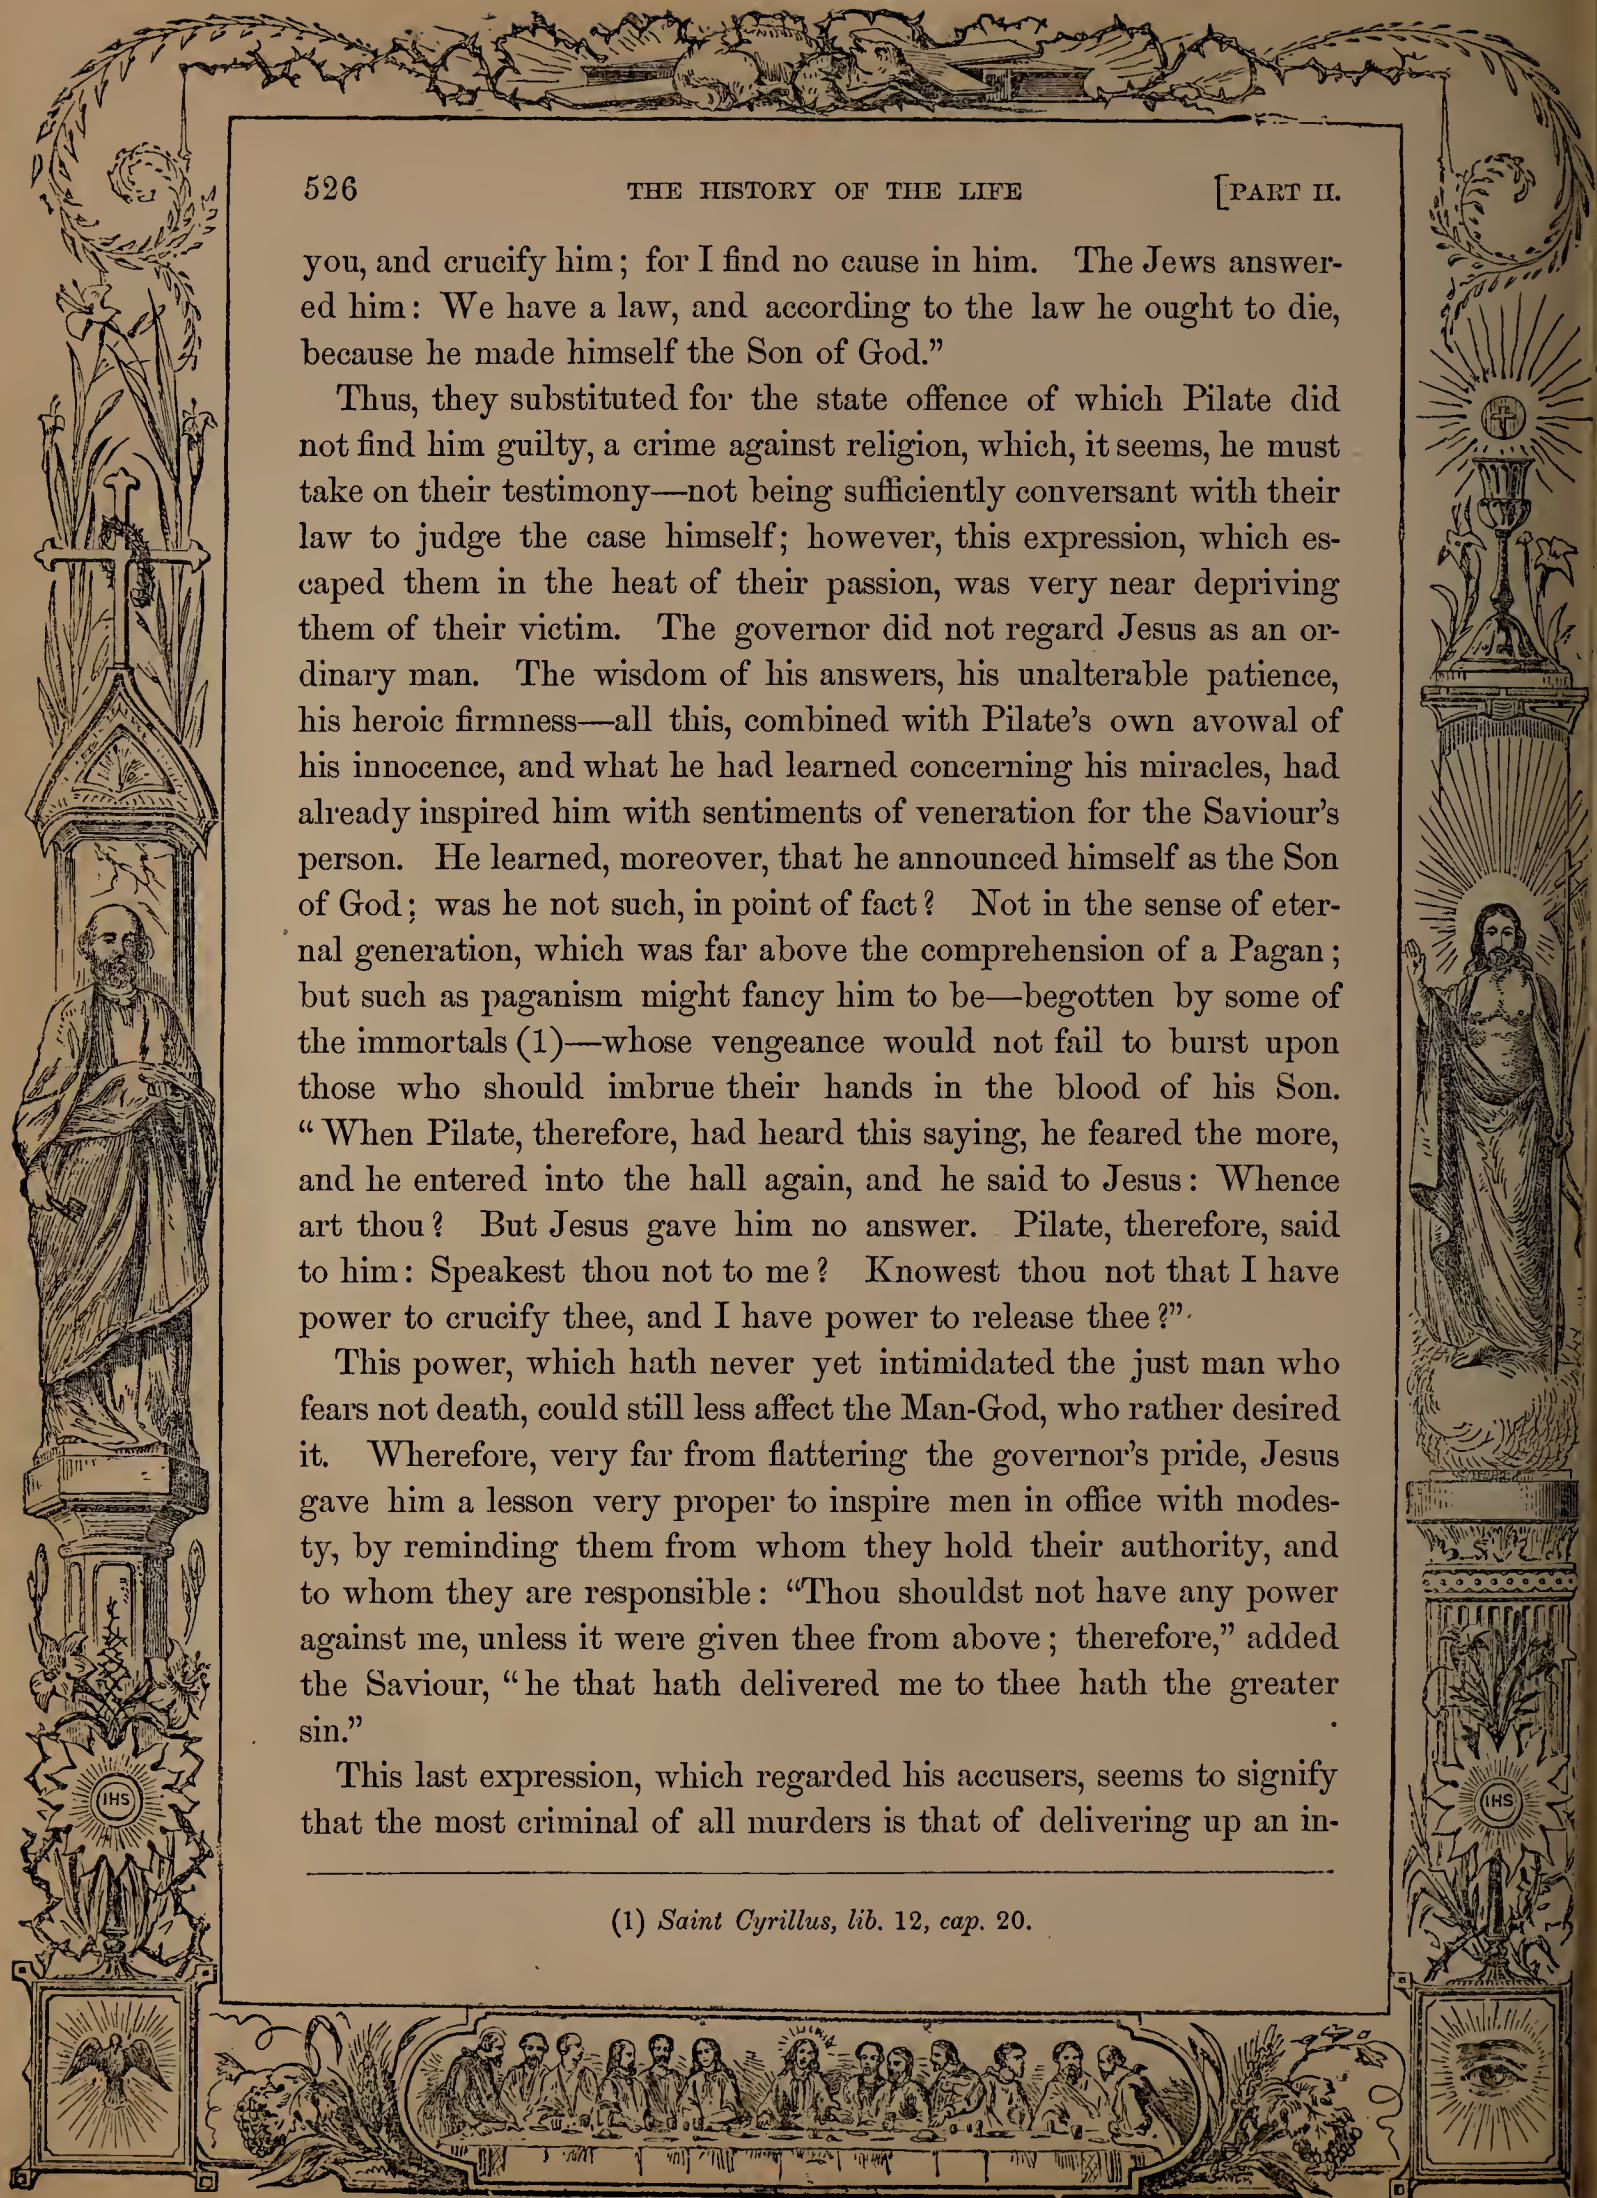 526 THE HISTORY OF THE LIFE [PART II.
you, and crucify him; for I find no cause in him. The Jews answer-
ed him: We have a law, and according to the law he ought to die,
because he made himself the Son of God.”
Thus, they substituted for the state offence of which Pilate did
not find him guilty, a crime against religion, which, it seems, he must
take on their testimony—not being sufficiently conversant with their
law to judge the case himself; however, this expression, which es-
caped them in the heat of their passion, was very near depriving
them of their victim. The governor did not regard Jesus as an or-
dinary man. The wisdom of his answers, his unalterable patience,
his heroic firmness—all this, combined with Pilate’s own avowal of
his innocence, and what he had learned concerning his miracles, had
already inspired him with sentiments of veneration for the Saviour’s
person. He learned, moreover, that he announced himself as the Son
of God; was he not such, in point of fact? Not in the sense of eter-
nal generation, which was far above the comprehension of a Pagan;
but such as paganism might fancy him to be—begotten by some of
the immortals (1)—whose vengeance would not fail to burst upon
those who should imbrue their hands in the blood of his Son.
“When Pilate, therefore, had heard this saying, he feared the more,
and he entered into the hall again, and he said to Jesus: Whence
art thou? But Jesus gave him no answer. Pilate, therefore, said
to him: Speakest thou not to me? Knowest thou not that I have
power to crucify thee, and I have power to release thee?”
This power, which hath never yet intimidated the just man who
fears not death, could still less affect the Man-God, who rather desired
it. Wherefore, very far from flattering the governor’s pride, Jesus
gave him a lesson very proper to inspire men in office with modes-
ty, by reminding them from whom they hold their authority, and
to whom they are responsible: “Thou shouldst not have any power
against me, unless it were given thee from above; therefore,” added
the Saviour, “he that hath delivered me to thee hath the greater
sin.”
This last expression, which regarded his accusers, seems to signify
that the most criminal of all murders is that of delivering up an in-
(1) Saint Cyrillus, lib. 12, cap. 20.
IHS
IHS